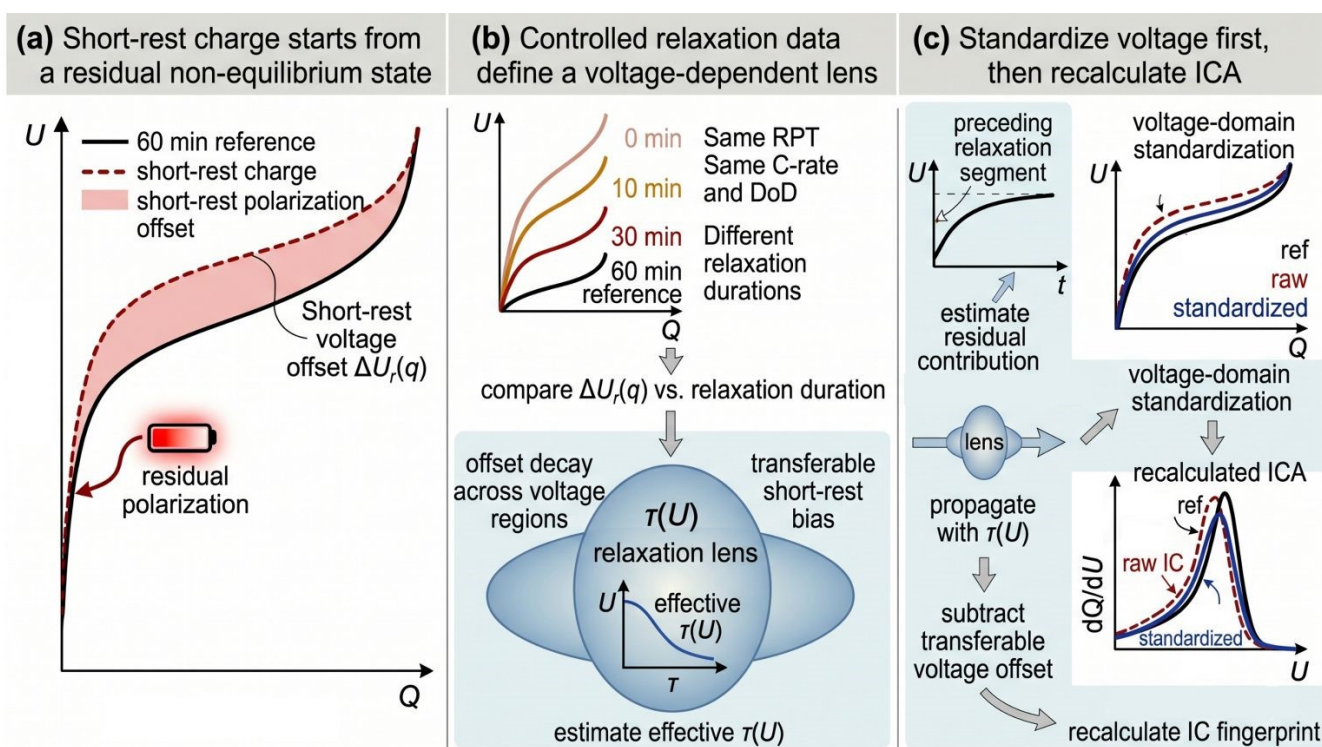 (a) Short-rest charge starts from
a residual non-equilibrium state
U
60 min reference
short-rest charge
short-rest polarization
offset
Short-rest
voltage
offset ΔU_r(q)
residual
polarization
Q
(b) Controlled relaxation data
define a voltage-dependent lens
U
0 min
10 min
30 min
60 min
reference
Same RPT
Same C-rate
and DoD
Different
relaxation
durations
Q
compare ΔU_r(q) vs. relaxation duration
offset decay
across voltage
regions
transferable
short-rest
bias
τ(U)
relaxation lens
U
effective
τ(U)
τ
estimate effective τ(U)
(c) Standardize voltage first,
then recalculate ICA
preceding
relaxation
segment
U
t
estimate
residual
contribution
lens
propagate
with τ(U)
subtract
transferable
voltage offset
voltage-domain
standardization
U
ref
raw
standardized
Q
voltage-domain
standardization
recalculated ICA
ref
raw IC
standardized
dQ/dU
U
recalculate IC fingerprint